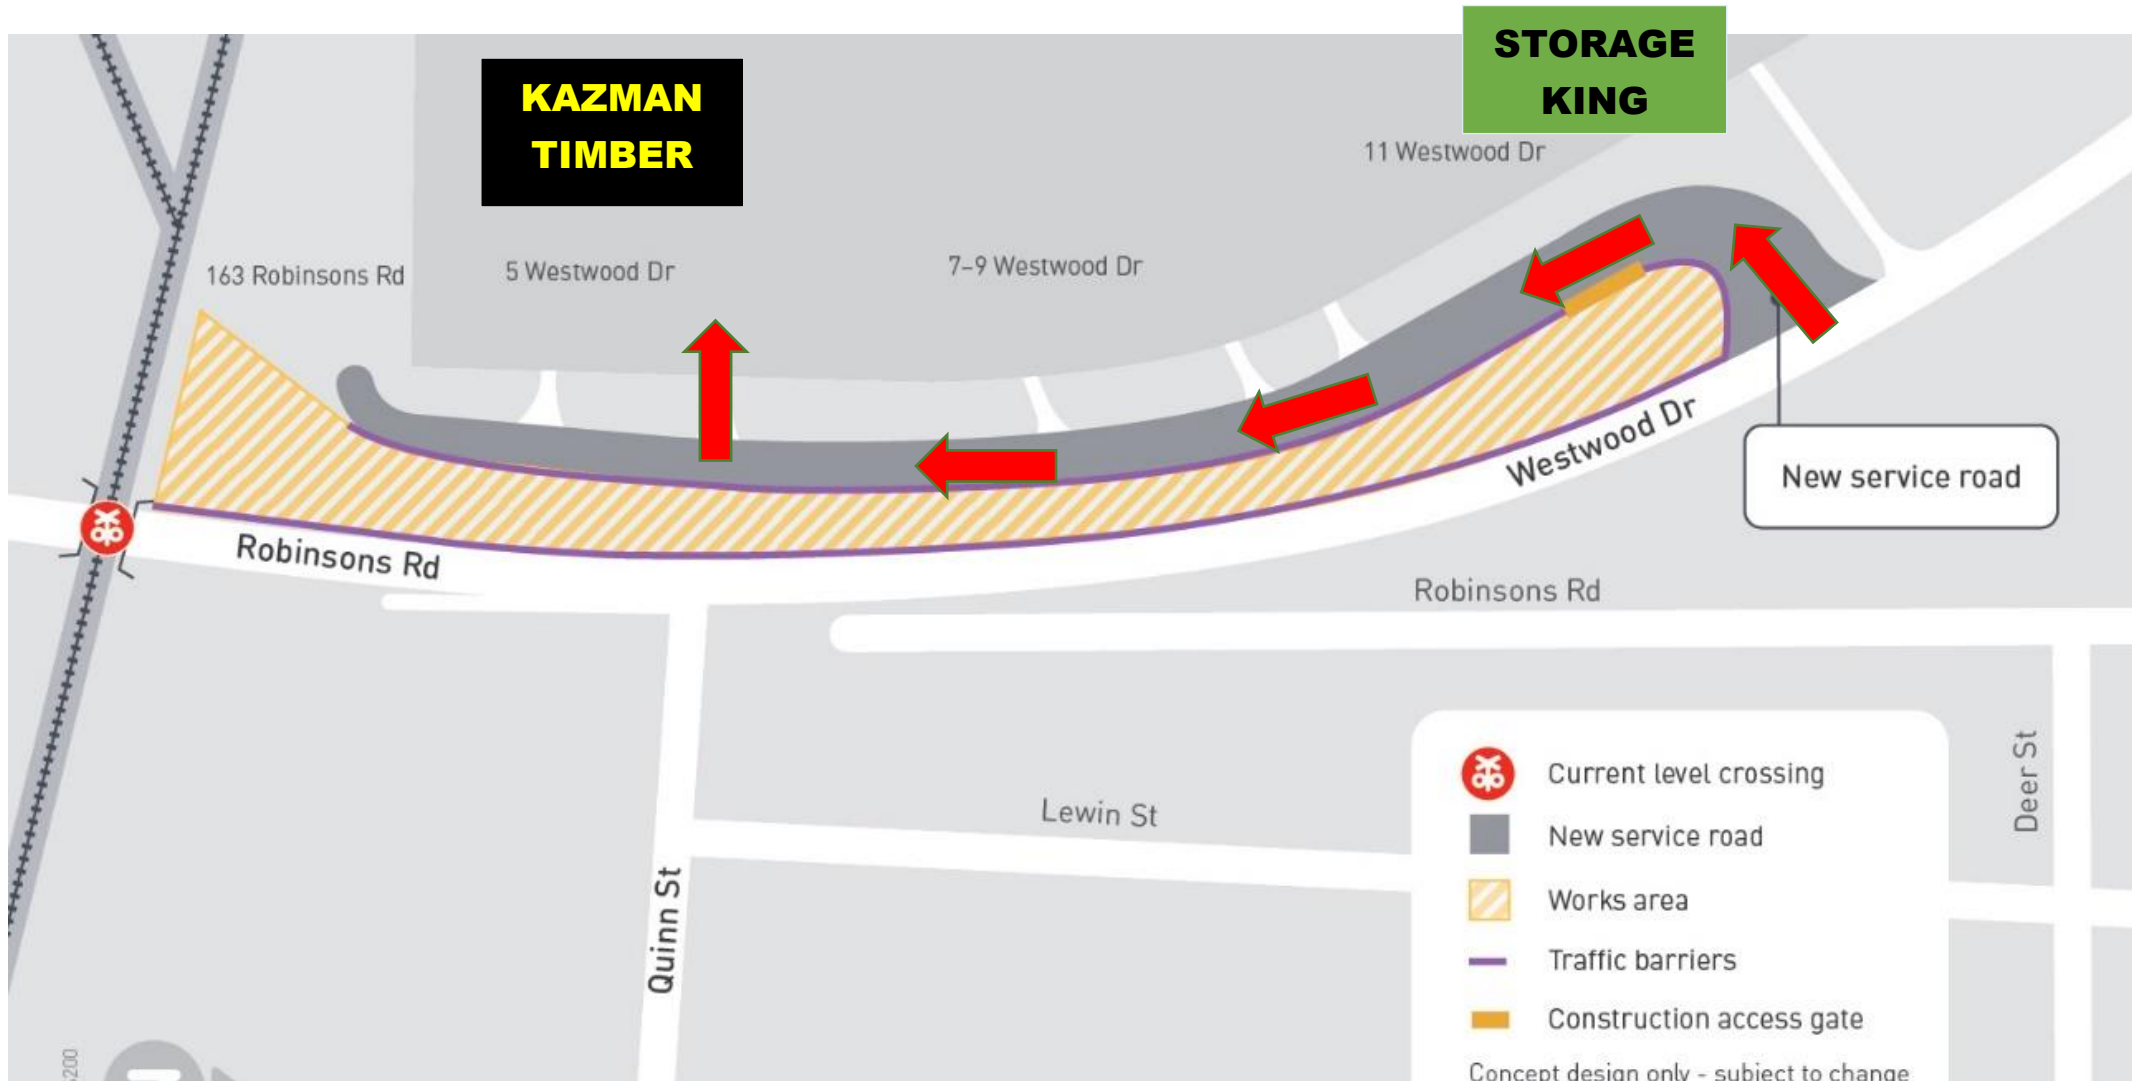 STORAGE
KING
KAZMAN
TIMBER
11 Westwood Dr
163 Robinsons Rd
5 Westwood Dr
7–9 Westwood Dr
Westwood Dr
New service road
Robinsons Rd
Robinsons Rd
Lewin St
Quinn St
Deer St
Current level crossing
New service road
Works area
Traffic barriers
Construction access gate
Concept design only - subject to change